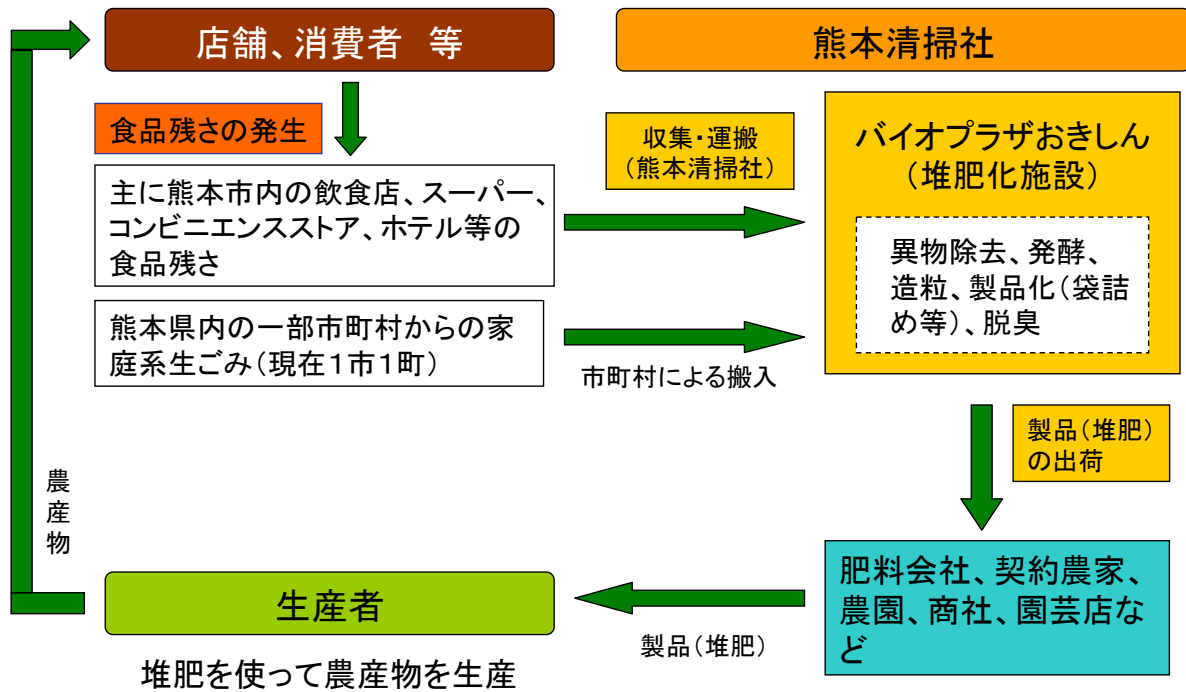 店舗、消費者　等
熊本清掃社
食品残さの発生
主に熊本市内の飲食店、スーパー、
コンビニエンスストア、ホテル等の
食品残さ
熊本県内の一部市町村からの家
庭系生ごみ（現在１市１町）
収集・運搬
（熊本清掃社）
市町村による搬入
バイオプラザおきしん
（堆肥化施設）
異物除去、発酵、
造粒、製品化（袋詰
め等）、脱臭
製品（堆肥）
の出荷
肥料会社、契約農家、
農園、商社、園芸店な
ど
製品（堆肥）
生産者
堆肥を使って農産物を生産
農産物